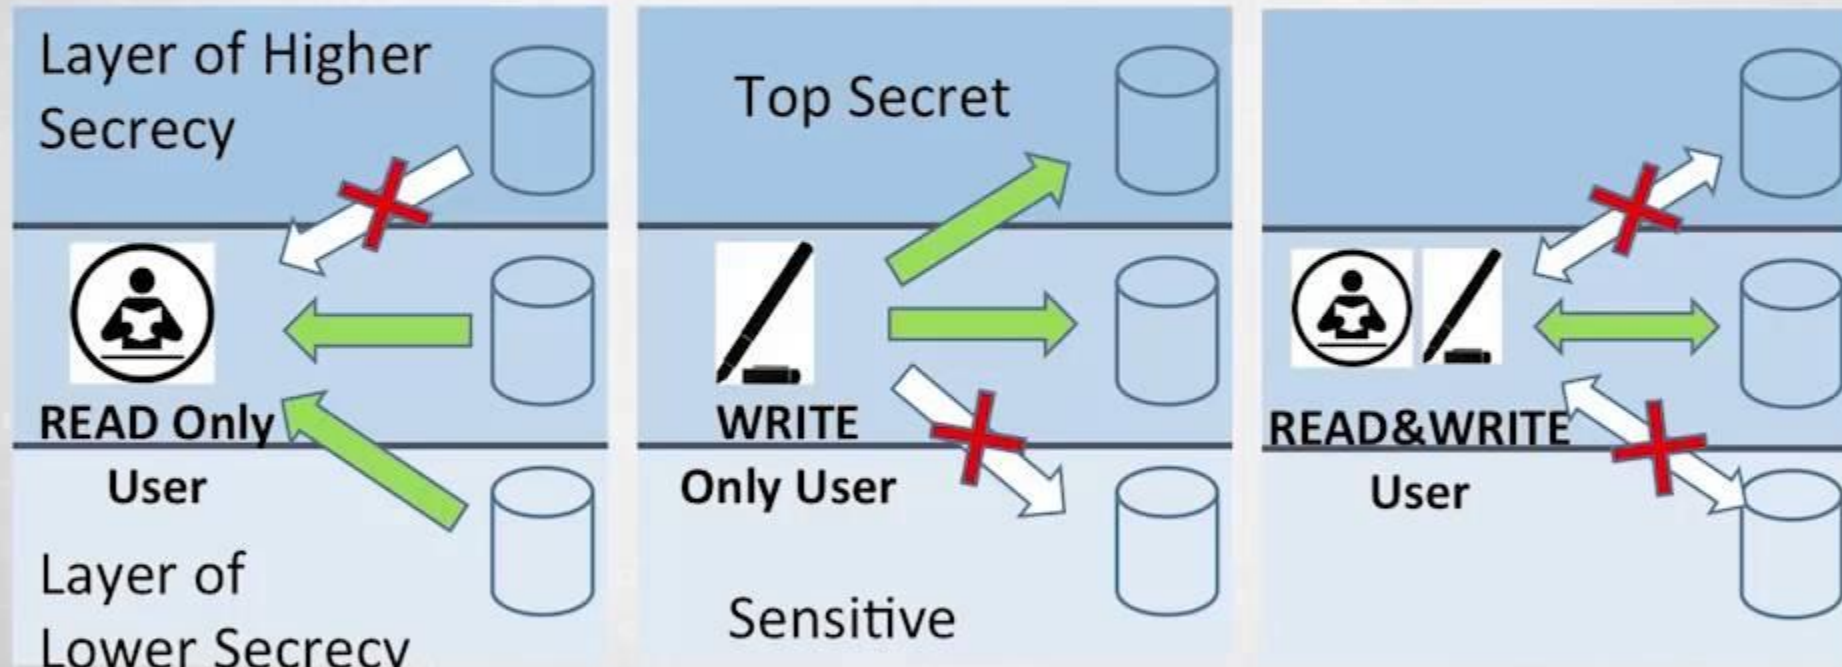 Layer of Higher
Secrecy
READ Only
User
Layer of
Lower Secrecy
Top Secret
WRITE
Only User
Sensitive
READ&WRITE
User